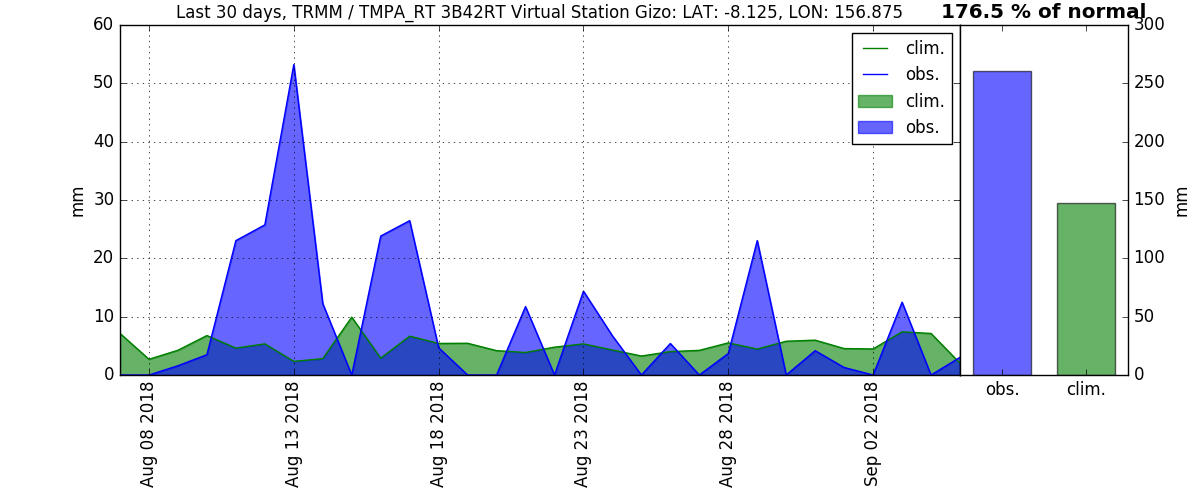 Last 30 days, TRMM / TMPA_RT 3B42RT Virtual Station Gizo: LAT: -8.125, LON: 156.875
176.5 % of normal
60
50
40
30
20
10
0
mm
clim.
obs.
clim.
obs.
300
250
200
150
100
50
0
mm
obs.
clim.
Aug 08 2018
Aug 13 2018
Aug 18 2018
Aug 23 2018
Aug 28 2018
Sep 02 2018